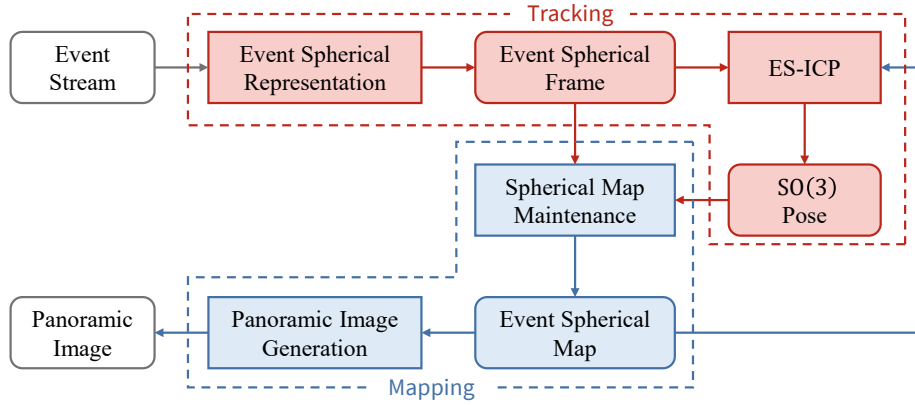 Tracking
Event
Stream
Event Spherical
Representation
Event Spherical
Frame
ES-ICP
Spherical Map
Maintenance
SO(3)
Pose
Panoramic
Image
Panoramic Image
Generation
Event Spherical
Map
Mapping